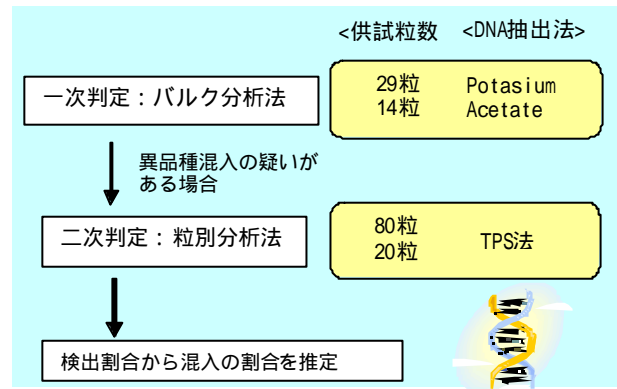 <供試粒数 <DNA抽出法>
一次判定：バルク分析法
29粒 Potasium
14粒 Acetate
異品種混入の疑いが
ある場合
二次判定：粒別分析法
80粒
20粒
TPS法
検出割合から混入の割合を推定